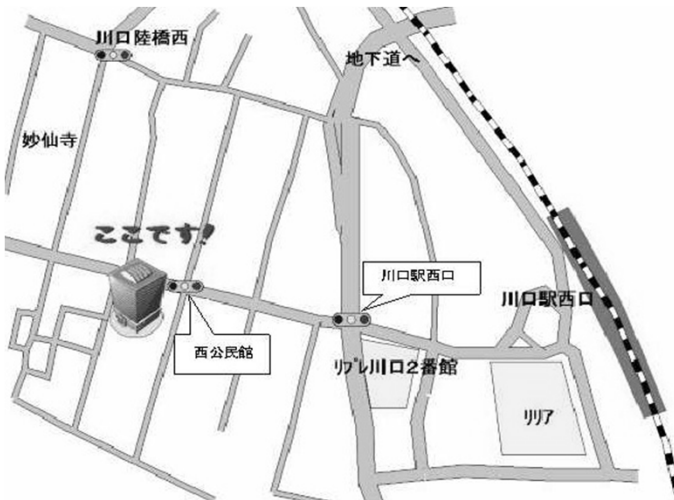 川口陸橋西
地下道へ
妙仙寺
ここです!
川口駅西口
川口駅西口
西公民館
リプレ川口2番館
リリア